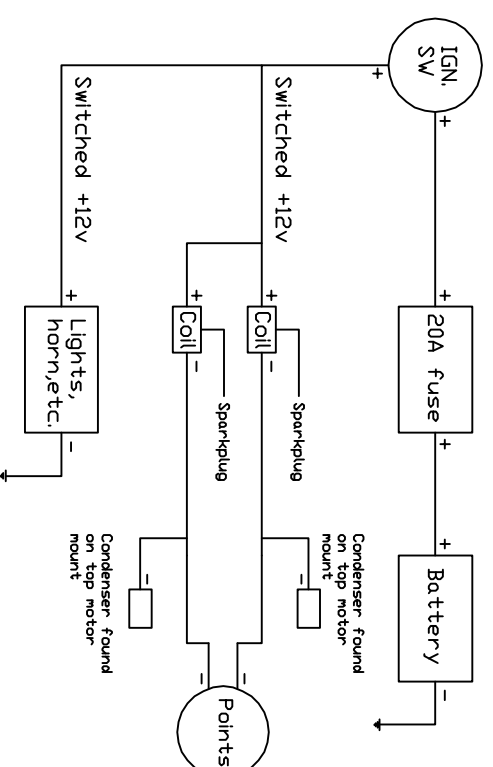 IGN.
SW
+
+
+
20A fuse
+
+
Battery
-
Switched +12v
+
Coil
-
Sparkplug
Condenser found
on top motor
mount
-
-
+
Coil
-
Sparkplug
Condenser found
on top motor
mount
-
-
Points
Switched +12v
+
Lights,
horn,etc.
-